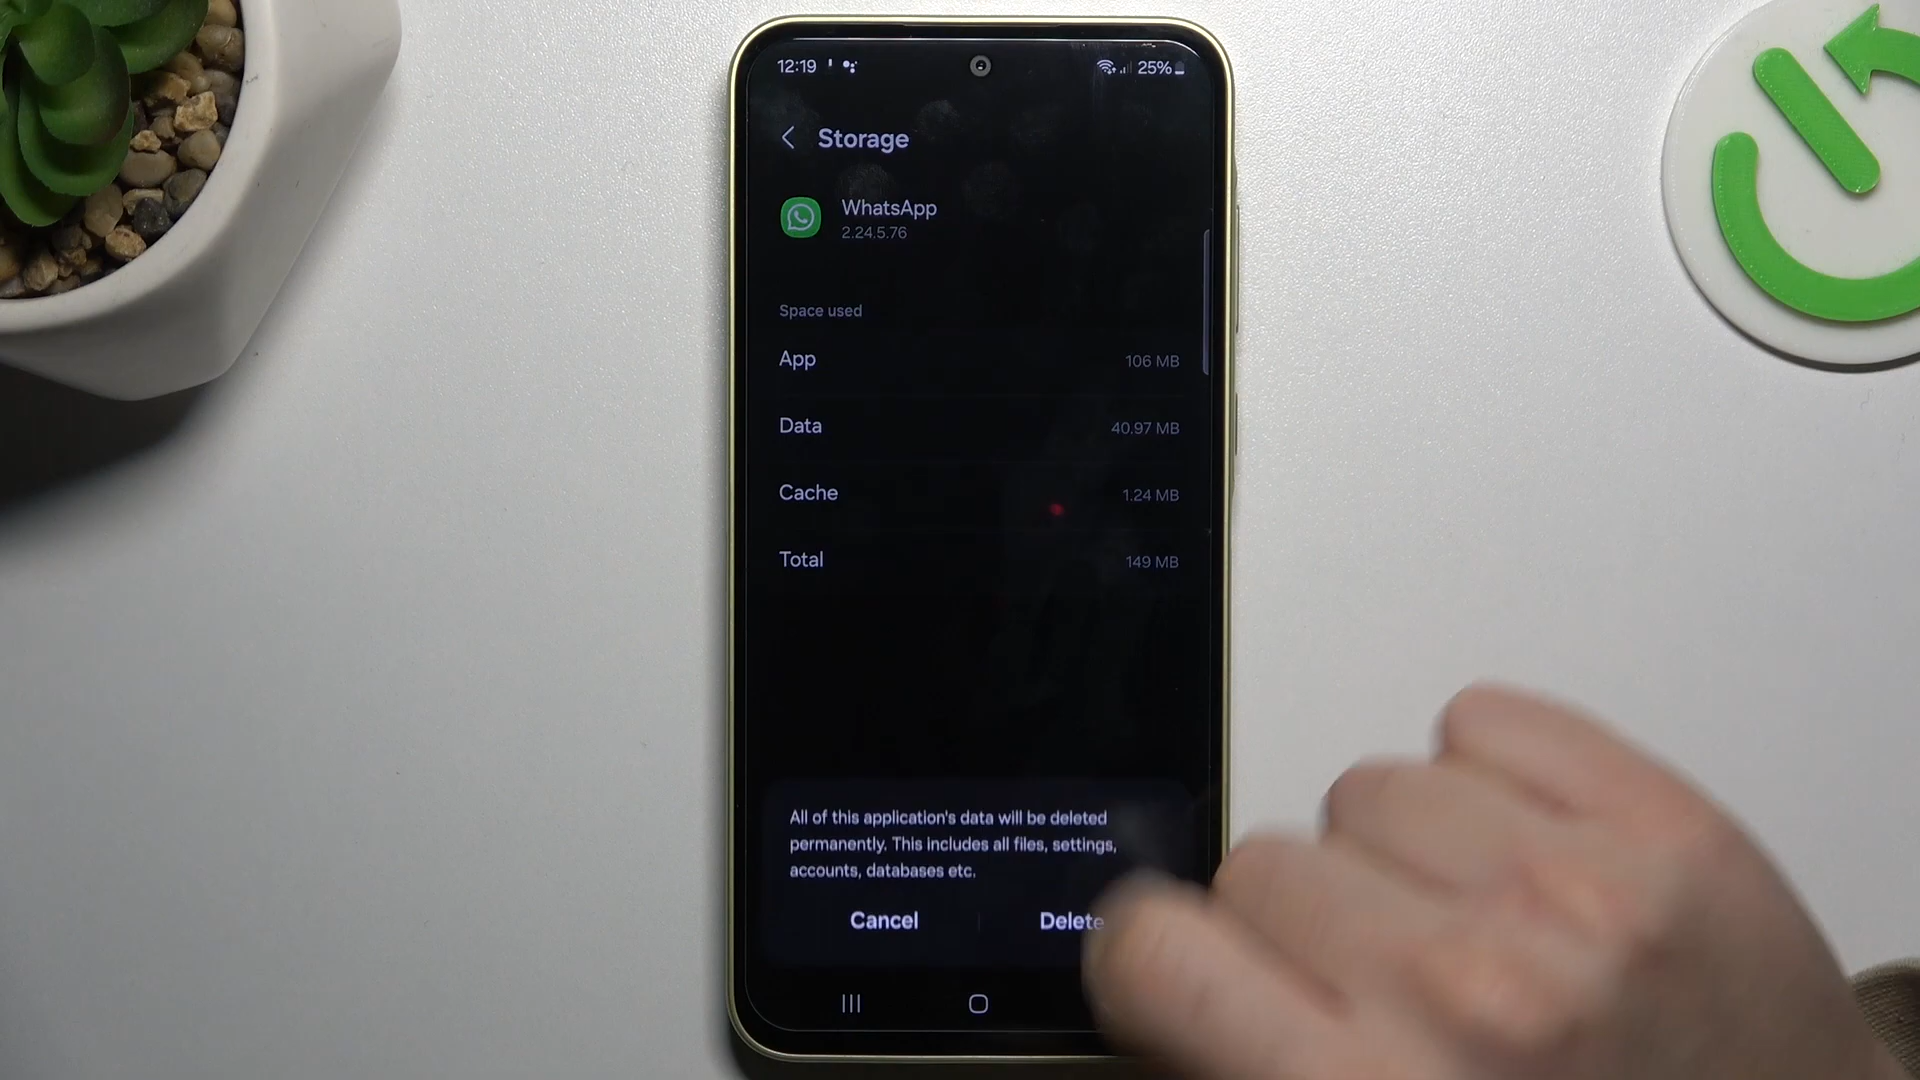 12:19 25%
Storage
WhatsApp
2.24.5.76
Space used
App 106 MB
Data 40.97 MB
Cache 1.24 MB
Total 149 MB
All of this application's data will be deleted
permanently. This includes all files, settings,
accounts, databases etc.
Cancel Delete